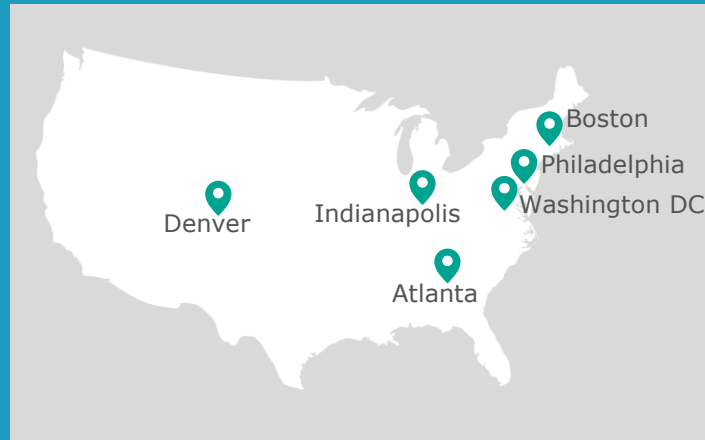 Boston
Philadelphia
Washington DC
Indianapolis
Denver
Atlanta